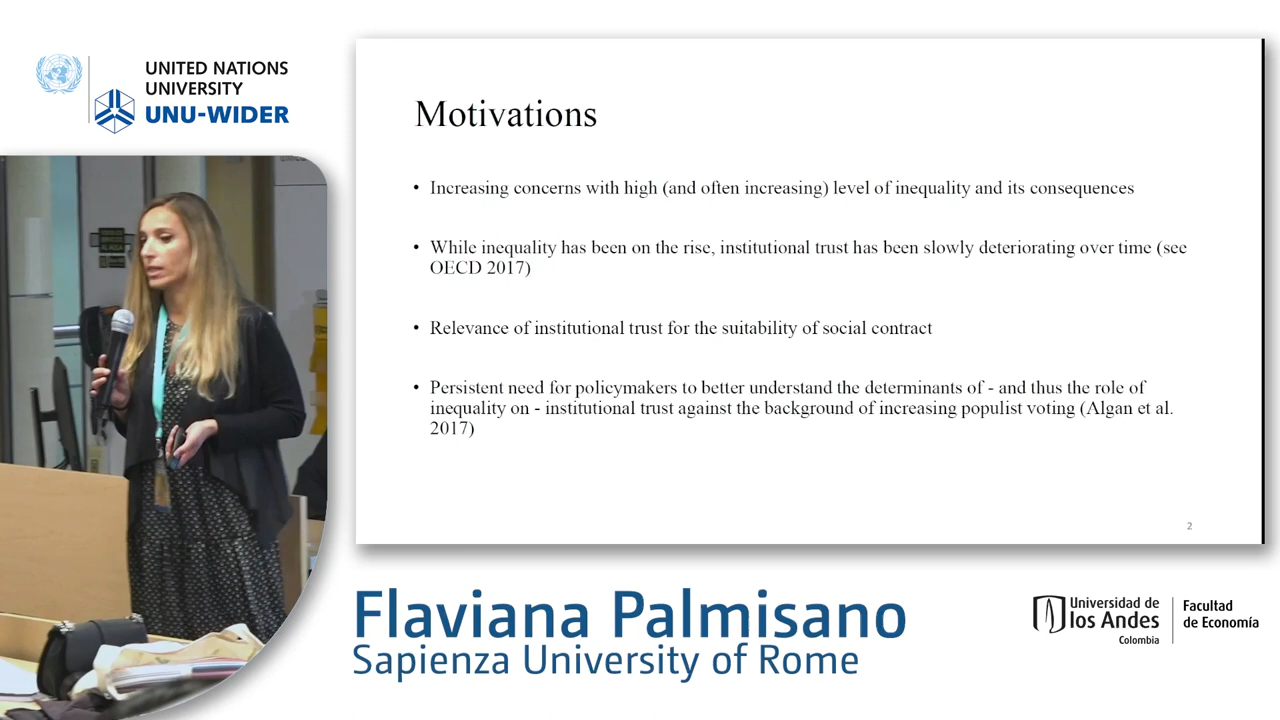 UNITED NATIONS
UNIVERSITY
UNU-WIDER
Motivations
• Increasing concerns with high (and often increasing) level of inequality and its consequences
• While inequality has been on the rise, institutional trust has been slowly deteriorating over time (see
OECD 2017)
• Relevance of institutional trust for the suitability of social contract
• Persistent need for policymakers to better understand the determinants of - and thus the role of
inequality on - institutional trust against the background of increasing populist voting (Algan et al.
2017)
2
Flaviana Palmisano
Sapienza University of Rome
Universidad de
los Andes
Colombia
Facultad
de Economía